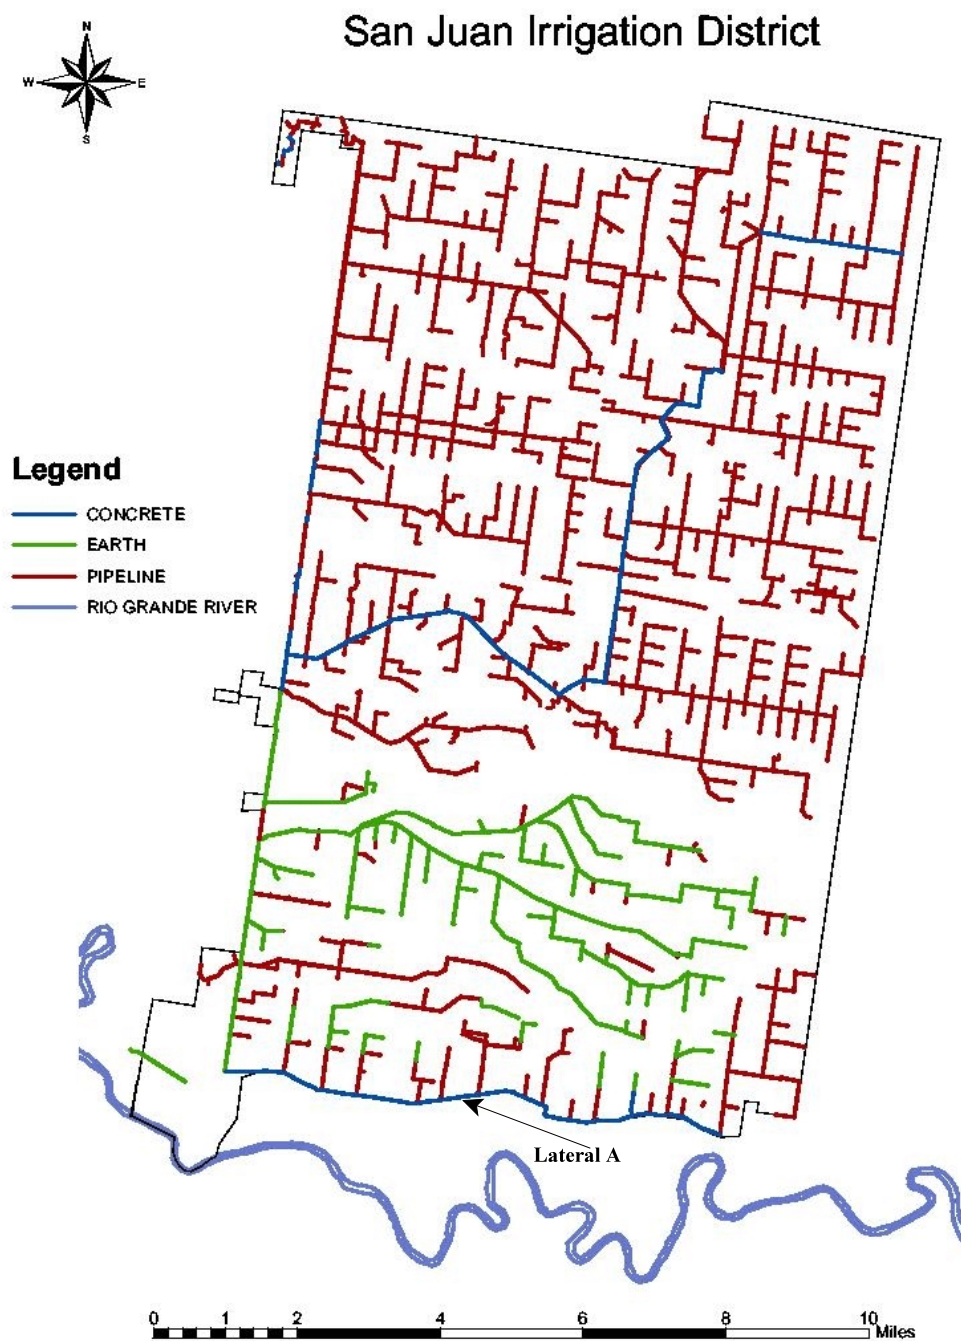 San Juan Irrigation District
N
W E
S
Legend
CONCRETE
EARTH
PIPELINE
RIO GRANDE RIVER
Lateral A
0 1 2 4 6 8 10
Miles